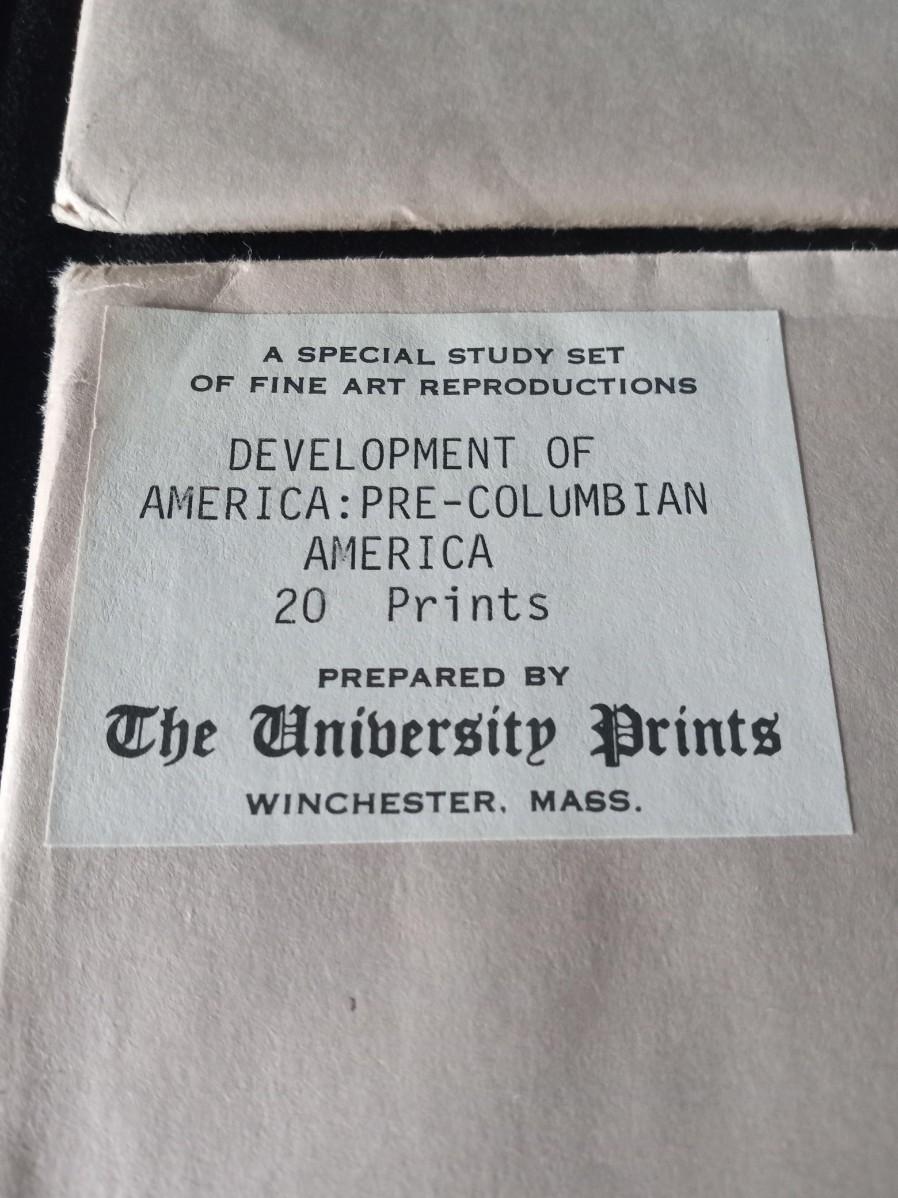 A SPECIAL STUDY SET
OF FINE ART REPRODUCTIONS
DEVELOPMENT OF
AMERICA:PRE-COLUMBIAN
AMERICA
20 Prints
PREPARED BY
The University Prints
WINCHESTER, MASS.